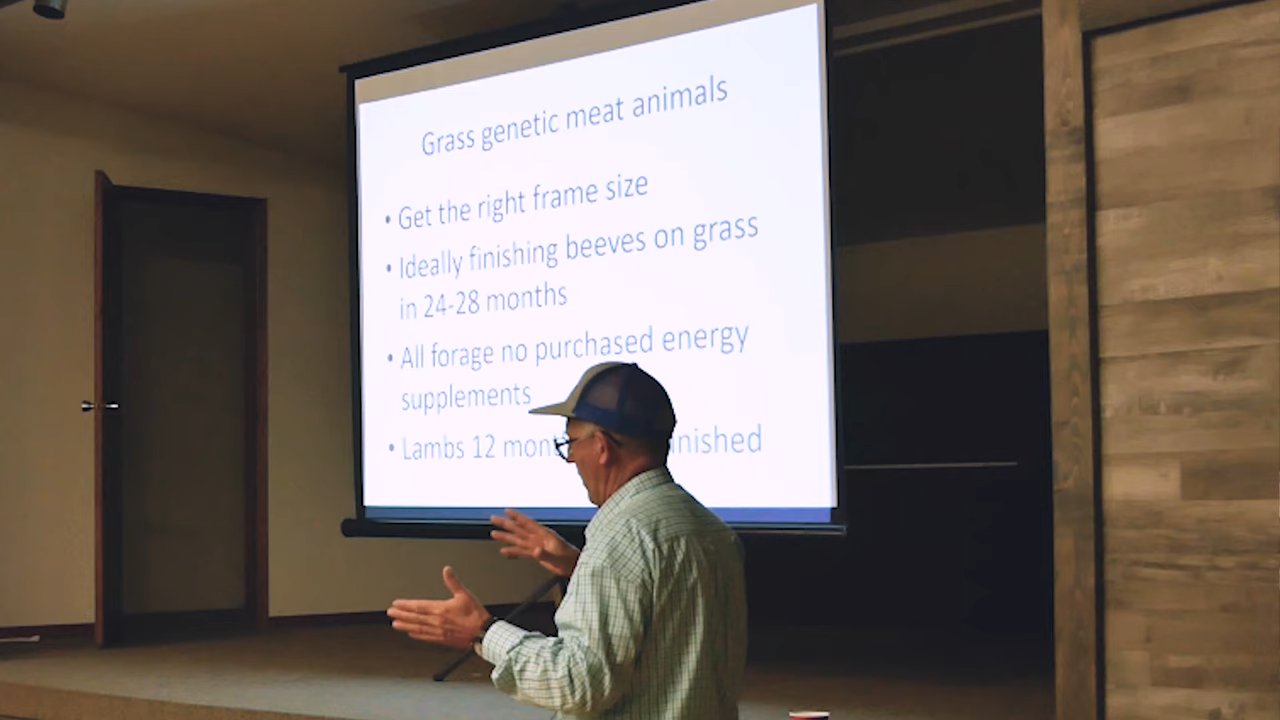 Grass genetic meat animals
• Get the right frame size
• Ideally finishing beeves on grass
in 24-28 months
• All forage no purchased energy
supplements
• Lambs 12 finished